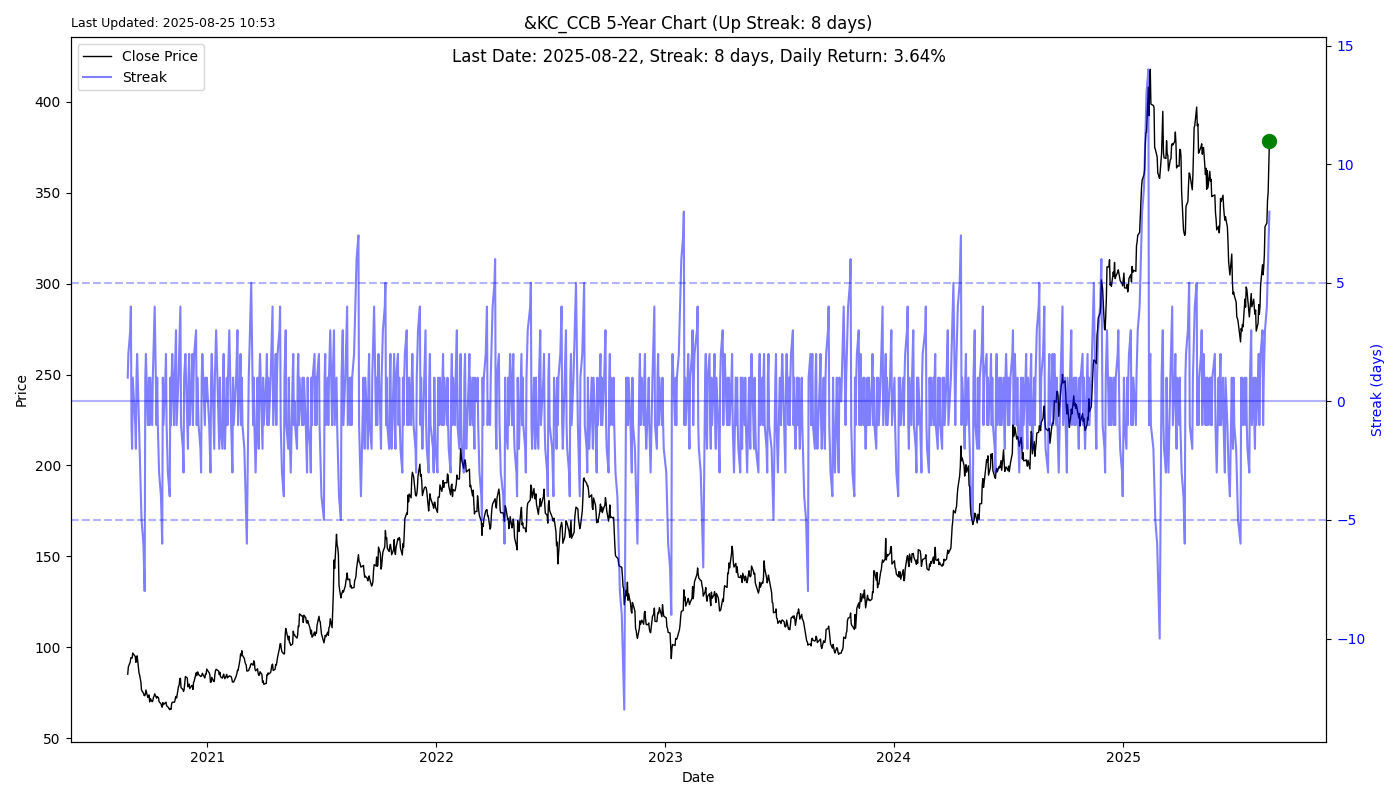 Last Updated: 2025-08-25 10:53
&KC_CCB 5-Year Chart (Up Streak: 8 days)
Last Date: 2025-08-22, Streak: 8 days, Daily Return: 3.64%
Close Price
Streak
15
10
5
0
−5
−10
Streak (days)
400
350
300
250
200
150
100
50
Price
2021
2022
2023
2024
2025
Date